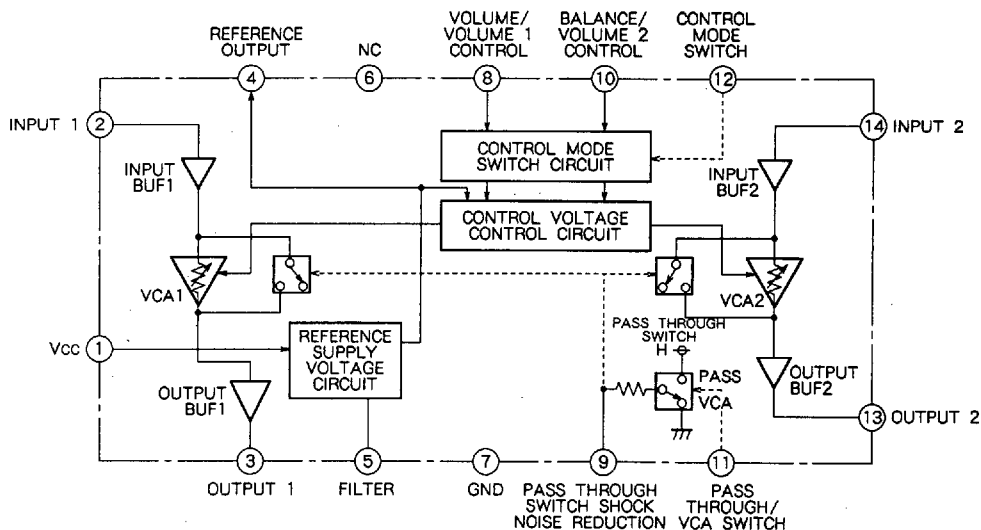 REFERENCE
OUTPUT
4
NC
6
VOLUME/
VOLUME 1
CONTROL
8
BALANCE/
VOLUME 2
CONTROL
10
CONTROL
MODE
SWITCH
12
INPUT 1
2
14
INPUT 2
INPUT
BUF1
CONTROL MODE
SWITCH CIRCUIT
INPUT
BUF2
CONTROL VOLTAGE
CONTROL CIRCUIT
VCA1
VCA2
Vcc
1
REFERENCE
SUPPLY
VOLTAGE
CIRCUIT
PASS THROUGH
SWITCH
H
PASS
VCA
OUTPUT
BUF1
OUTPUT
BUF2
13
OUTPUT 2
3
OUTPUT 1
5
FILTER
7
GND
9
PASS THROUGH
SWITCH SHOCK
NOISE REDUCTION
11
PASS
THROUGH/
VCA SWITCH